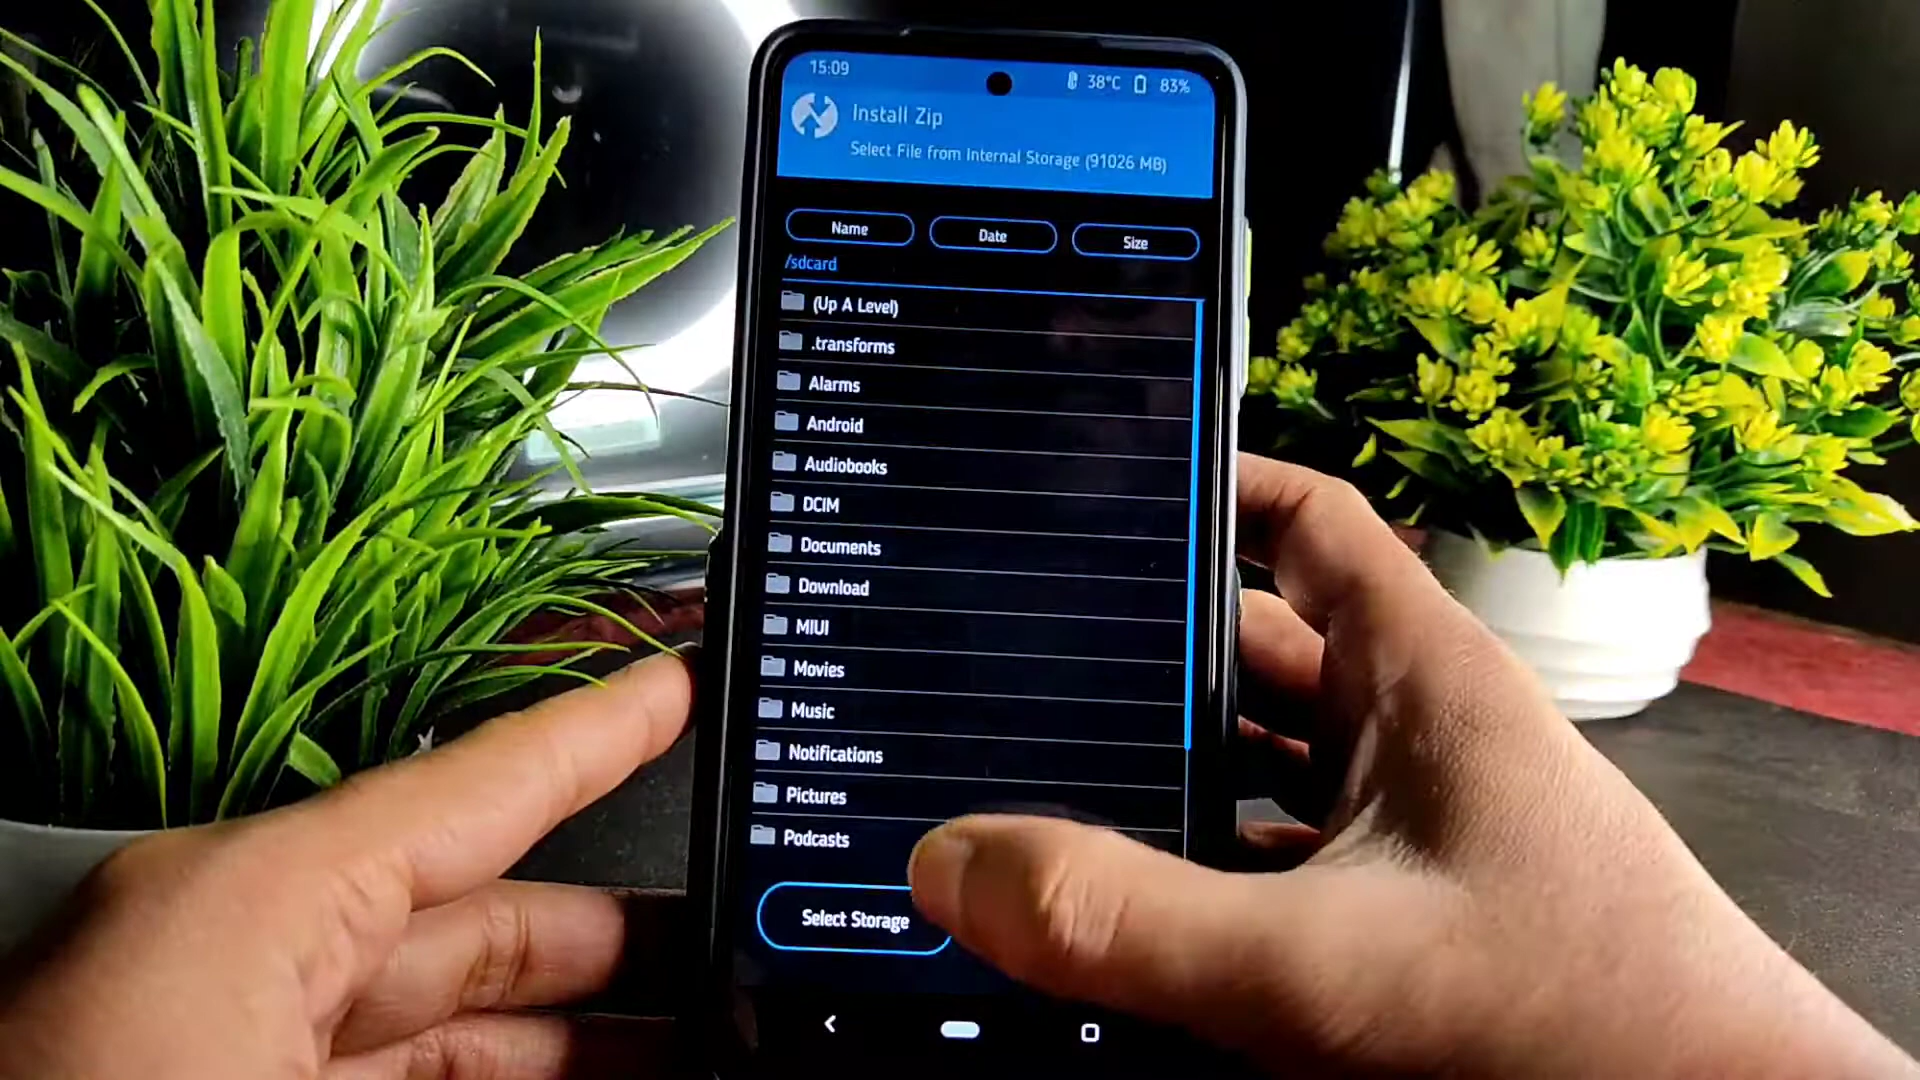 15:09 38°C 83%
Install Zip
Select File from Internal Storage (91026 MB)
Name Date Size
/sdcard
(Up A Level)
.transforms
Alarms
Android
Audiobooks
DCIM
Documents
Download
MIUI
Movies
Music
Notifications
Pictures
Podcasts
Select Storage